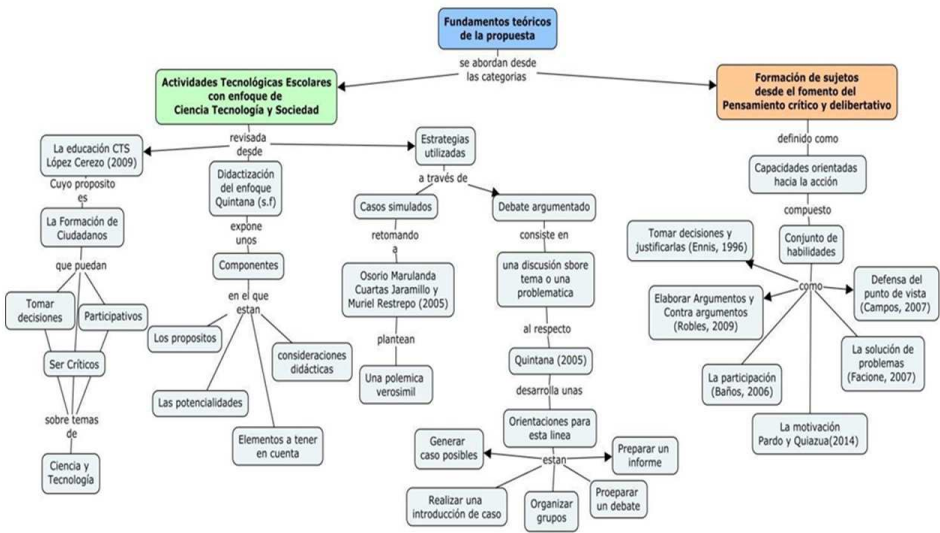 Fundamentos teóricos
de la propuesta
se abordan desde
las categorias
Actividades Tecnológicas Escolares
con enfoque de
Ciencia Tecnología y Sociedad
Formación de sujetos
desde el fomento del
Pensamiento crítico y delibertativo
revisada
desde
La educación CTS
López Cerezo (2009)
Cuyo proposito
es
La Formación de
Ciudadanos
que puedan
Tomar
decisiones
Participativos
Ser Críticos
sobre temas
de
Ciencia y
Tecnología
Didactización
del enfoque
Quintana (s.f)
expone
unos
Componentes
en el que
estan
Los propositos
Las potencialidades
Elementos a tener
en cuenta
consideraciones
didácticas
Estrategias
utilizadas
a través de
Casos simulados
retomando
a
Osorio Marulanda
Cuartas Jaramillo y
Muriel Restrepo (2005)
plantean
Una polemica
verosimil
Debate argumentado
consiste en
una discusión sbore
tema o una
problematica
al respecto
Quintana (2005)
desarrolla unas
Orientaciones para
esta linea
estan
Generar
caso posibles
Realizar una
introducción de caso
Organizar
grupos
Proeparar
un debate
Preparar un
informe
definido como
Capacidades orientadas
hacia la acción
compuesto
Conjunto de
habilidades
como
Tomar decisiones y
justificarlas (Ennis, 1996)
Elaborar Argumentos y
Contra argumentos
(Robles, 2009)
La participación
(Baños, 2006)
La motivación
Pardo y Quiazua(2014)
La solución de
problemas
(Facione, 2007)
Defensa del
punto de vista
(Campos, 2007)